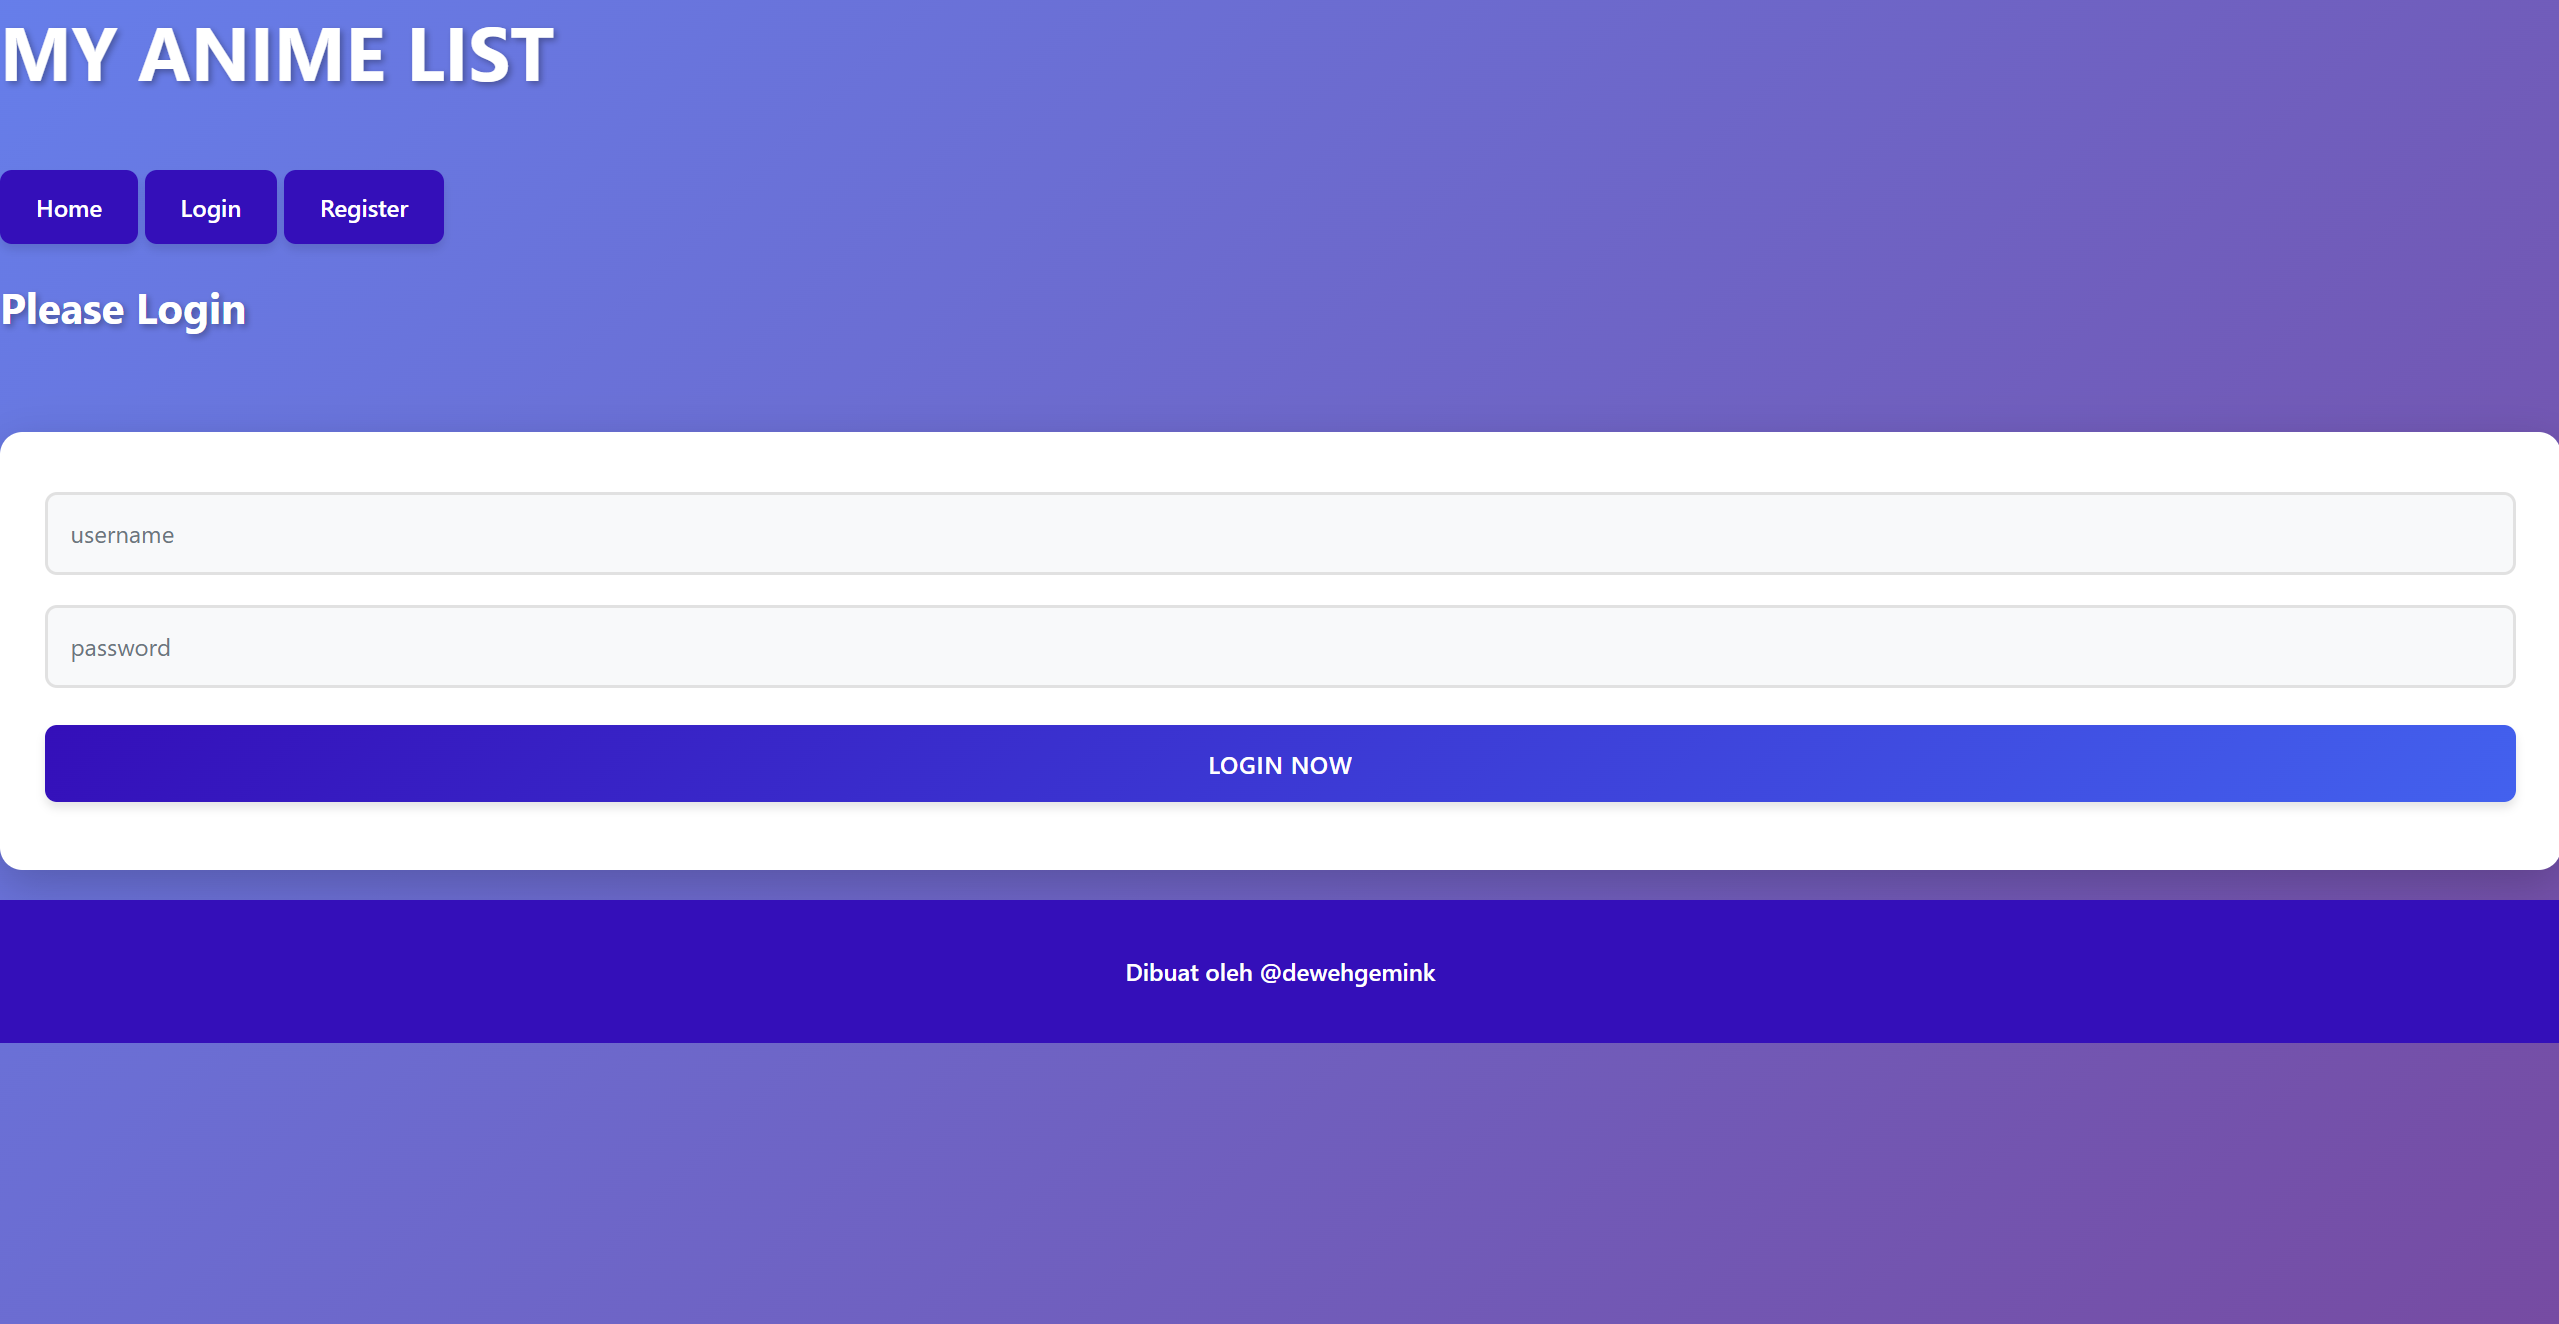 MY ANIME LIST
Home Login Register
Please Login
username
password
LOGIN NOW
Dibuat oleh @dewehgemink